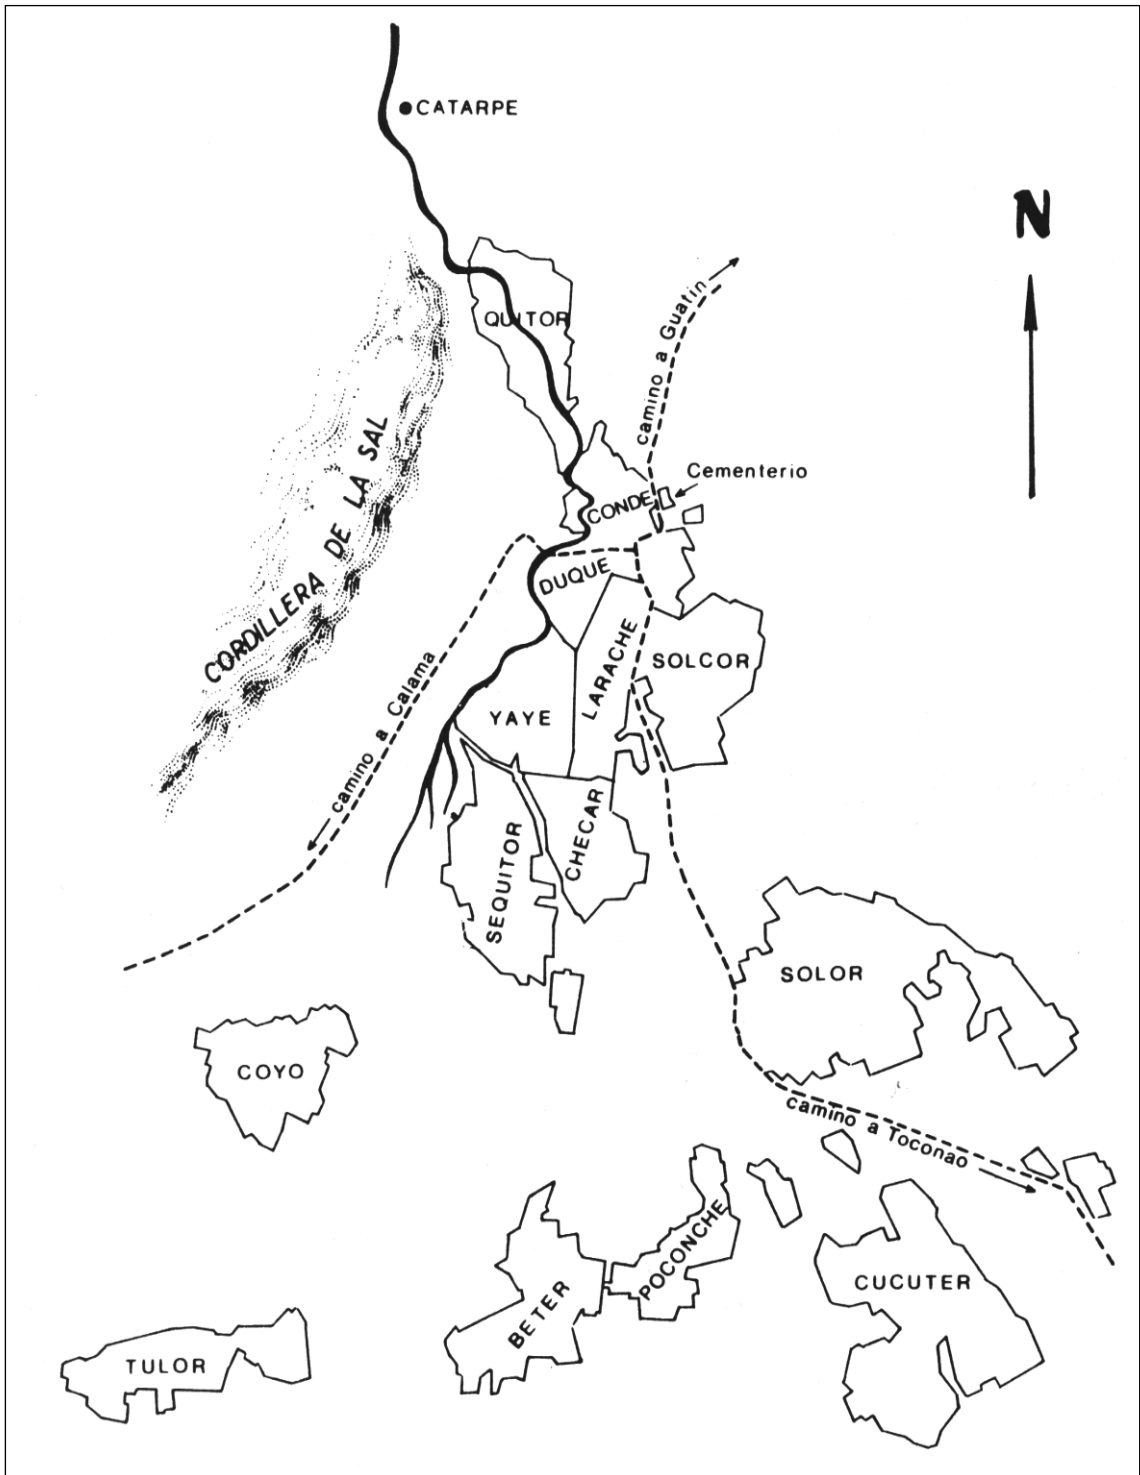 CATARPE
N
QUITOR
camino a Guatin
CORDILLERA DE LA SAL
Cementerio
CONDE
DUQUE
LARACHE
SOLCOR
camino a Calama
YAYE
CHECAR
SEQUITOR
SOLOR
COYO
camino a Toconao
POCONCHE
CUCUTER
BETER
TULOR